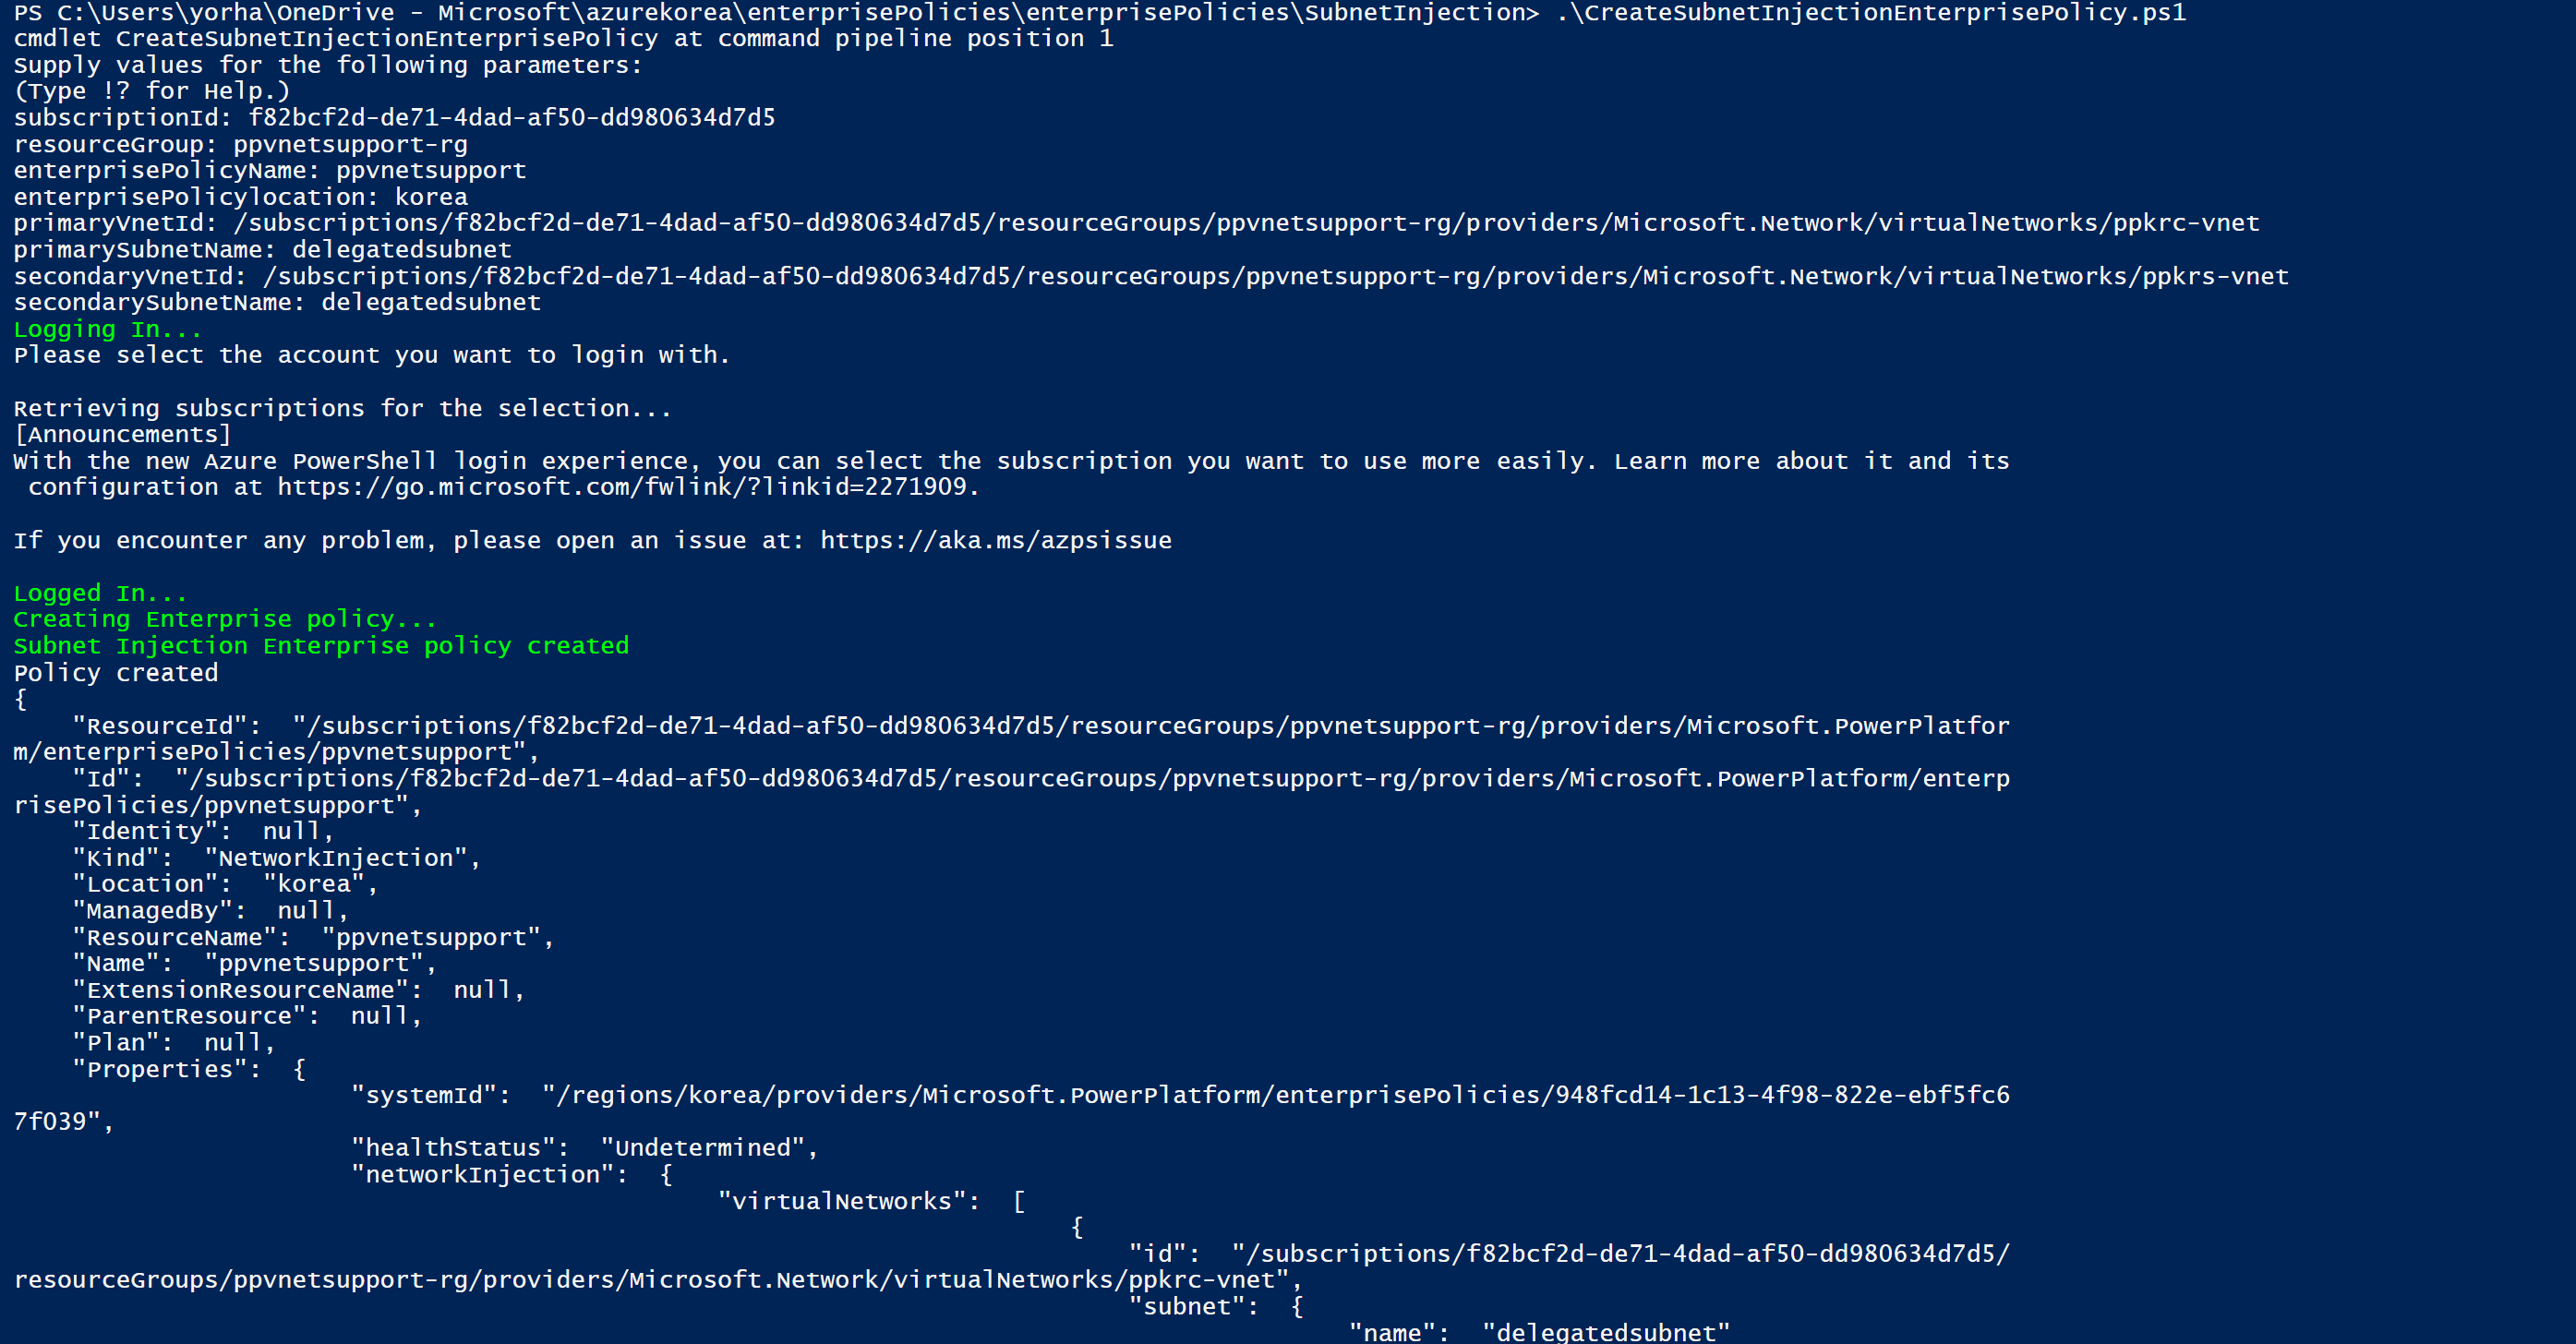 PS C:\Users\yorha\OneDrive - Microsoft\azurekorea\enterprisePolicies\enterprisePolicies\SubnetInjection> .\CreateSubnetInjectionEnterprisePolicy.ps1
cmdlet CreateSubnetInjectionEnterprisePolicy at command pipeline position 1
Supply values for the following parameters:
(Type !? for Help.)
subscriptionId: f82bcf2d-de71-4dad-af50-dd980634d7d5
resourceGroup: ppvnetsupport-rg
enterprisePolicyName: ppvnetsupport
enterprisePolicylocation: korea
primaryVnetId: /subscriptions/f82bcf2d-de71-4dad-af50-dd980634d7d5/resourceGroups/ppvnetsupport-rg/providers/Microsoft.Network/virtualNetworks/ppkrc-vnet
primarySubnetName: delegatedsubnet
secondaryVnetId: /subscriptions/f82bcf2d-de71-4dad-af50-dd980634d7d5/resourceGroups/ppvnetsupport-rg/providers/Microsoft.Network/virtualNetworks/ppkrs-vnet
secondarySubnetName: delegatedsubnet
Logging In...
Please select the account you want to login with.
Retrieving subscriptions for the selection...
[Announcements]
With the new Azure PowerShell login experience, you can select the subscription you want to use more easily. Learn more about it and its
 configuration at https://go.microsoft.com/fwlink/?linkid=2271909.
If you encounter any problem, please open an issue at: https://aka.ms/azpsissue
Logged In...
Creating Enterprise policy...
Subnet Injection Enterprise policy created
Policy created
{
    "ResourceId":  "/subscriptions/f82bcf2d-de71-4dad-af50-dd980634d7d5/resourceGroups/ppvnetsupport-rg/providers/Microsoft.PowerPlatfor
m/enterprisePolicies/ppvnetsupport",
    "Id":  "/subscriptions/f82bcf2d-de71-4dad-af50-dd980634d7d5/resourceGroups/ppvnetsupport-rg/providers/Microsoft.PowerPlatform/enterp
risePolicies/ppvnetsupport",
    "Identity":  null,
    "Kind":  "NetworkInjection",
    "Location":  "korea",
    "ManagedBy":  null,
    "ResourceName":  "ppvnetsupport",
    "Name":  "ppvnetsupport",
    "ExtensionResourceName":  null,
    "ParentResource":  null,
    "Plan":  null,
    "Properties":  {
                       "systemId":  "/regions/korea/providers/Microsoft.PowerPlatform/enterprisePolicies/948fcd14-1c13-4f98-822e-ebf5fc6
7f039",
                       "healthStatus":  "Undetermined",
                       "networkInjection":  {
                                                "virtualNetworks":  [
                                                                        {
                                                                            "id":  "/subscriptions/f82bcf2d-de71-4dad-af50-dd980634d7d5/
resourceGroups/ppvnetsupport-rg/providers/Microsoft.Network/virtualNetworks/ppkrc-vnet",
                                                                            "subnet":  {
                                                                                           "name":  "delegatedsubnet"